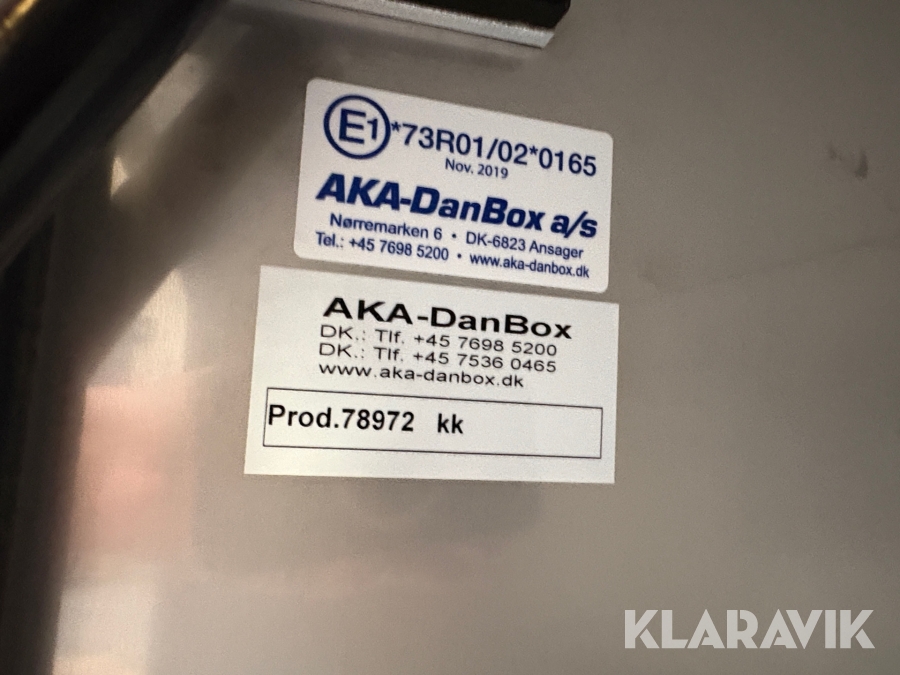 E1 *73R01/02*0165
Nov. 2019
AKA-DanBox a/s
Nørremarken 6 • DK-6823 Ansager
Tel.: +45 7698 5200 • www.aka-danbox.dk
AKA-DanBox
DK.: Tlf. +45 7698 5200
DK.: Tlf. +45 7536 0465
www.aka-danbox.dk
Prod.78972 kk
KLARAVIK